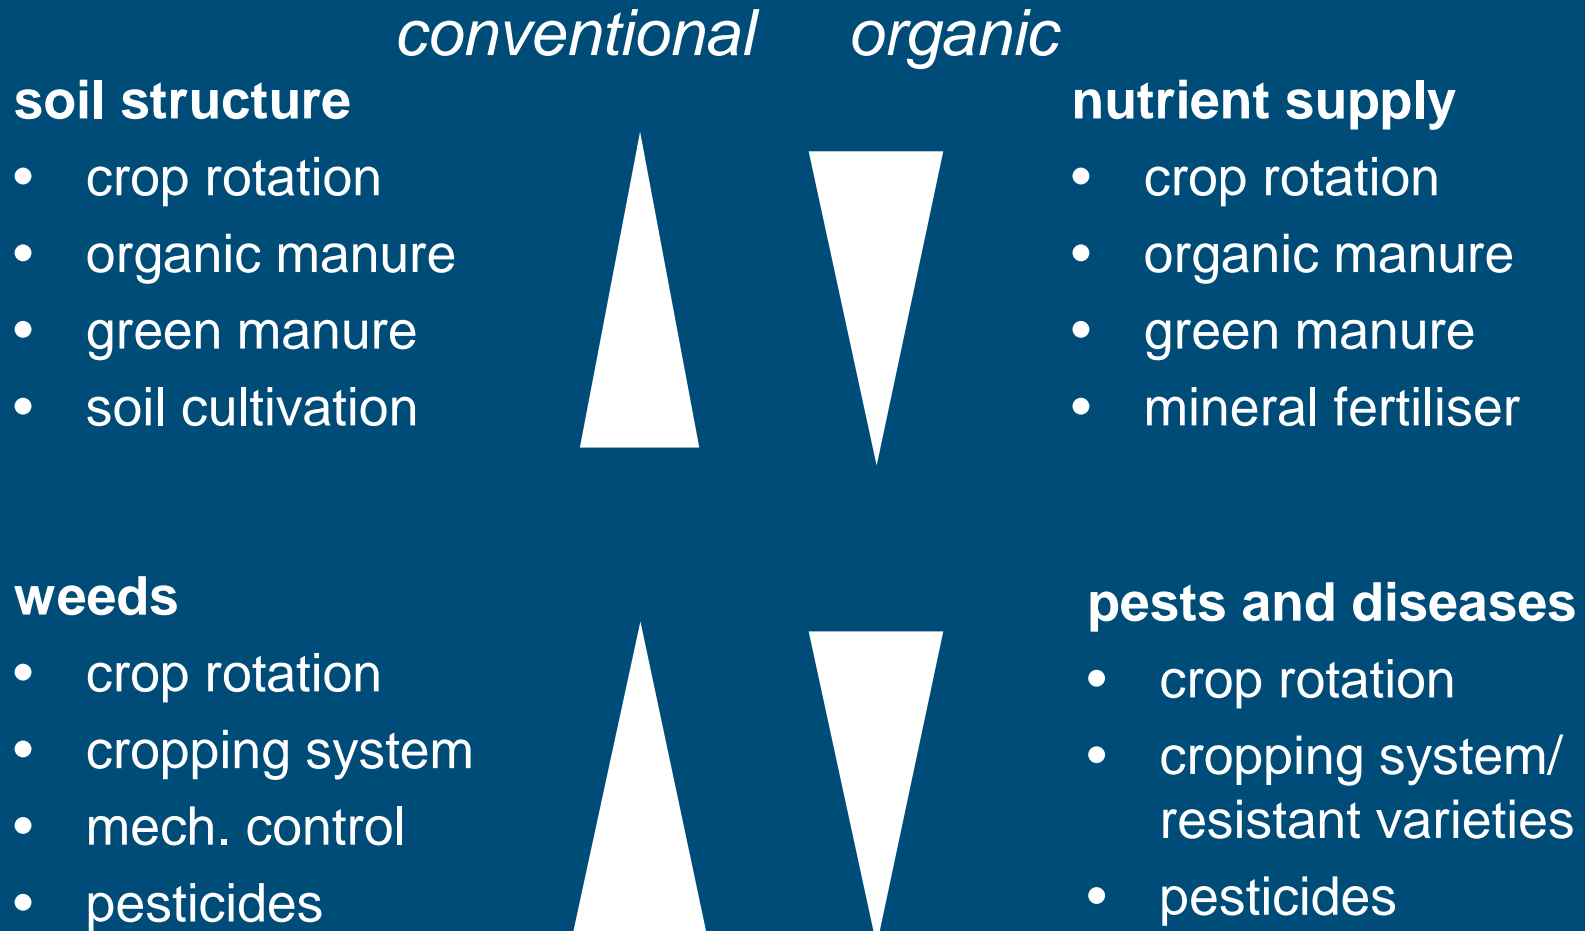 conventional organic
soil structure
• crop rotation
• organic manure
• green manure
• soil cultivation
nutrient supply
• crop rotation
• organic manure
• green manure
• mineral fertiliser
weeds
• crop rotation
• cropping system
• mech. control
• pesticides
pests and diseases
• crop rotation
• cropping system/
resistant varieties
• pesticides